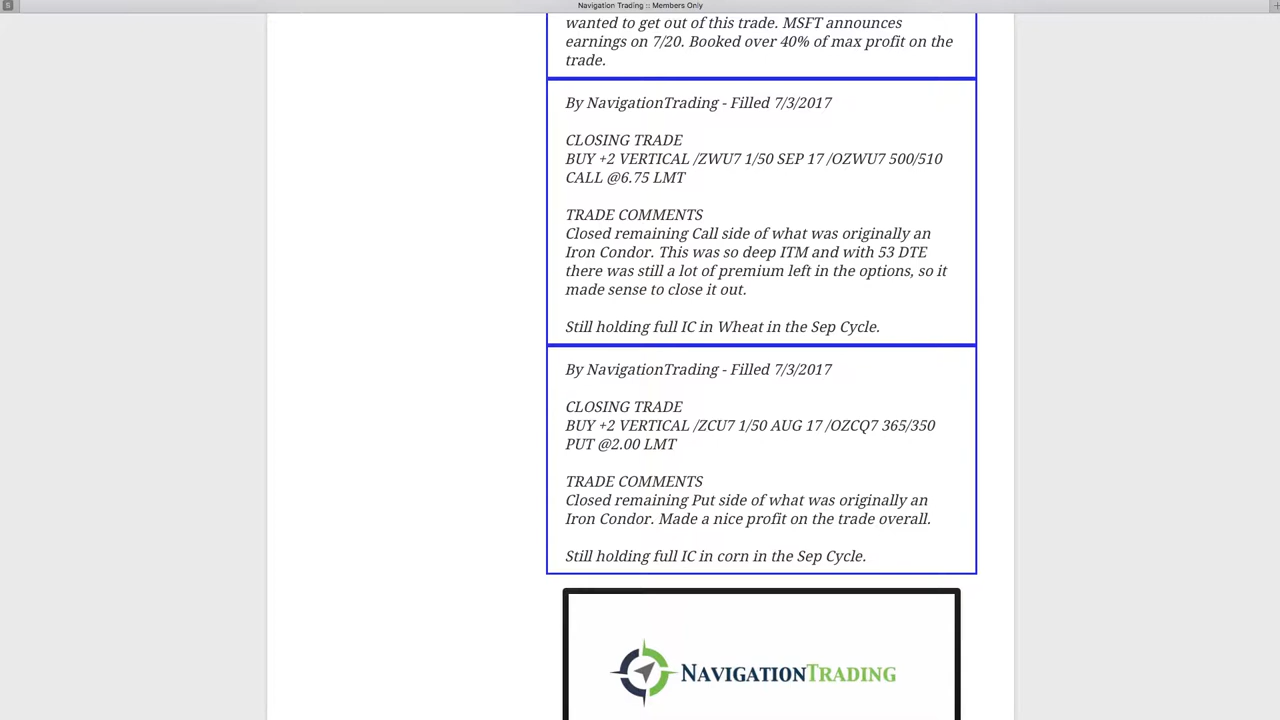 Navigation Trading :: Members Only
S
wanted to get out of this trade. MSFT announces
earnings on 7/20. Booked over 40% of max profit on the
trade.
By NavigationTrading - Filled 7/3/2017
CLOSING TRADE
BUY +2 VERTICAL /ZWU7 1/50 SEP 17 /OZWU7 500/510
CALL @6.75 LMT
TRADE COMMENTS
Closed remaining Call side of what was originally an
Iron Condor. This was so deep ITM and with 53 DTE
there was still a lot of premium left in the options, so it
made sense to close it out.
Still holding full IC in Wheat in the Sep Cycle.
By NavigationTrading - Filled 7/3/2017
CLOSING TRADE
BUY +2 VERTICAL /ZCU7 1/50 AUG 17 /OZCQ7 365/350
PUT @2.00 LMT
TRADE COMMENTS
Closed remaining Put side of what was originally an
Iron Condor. Made a nice profit on the trade overall.
Still holding full IC in corn in the Sep Cycle.
NAVIGATIONTRADING